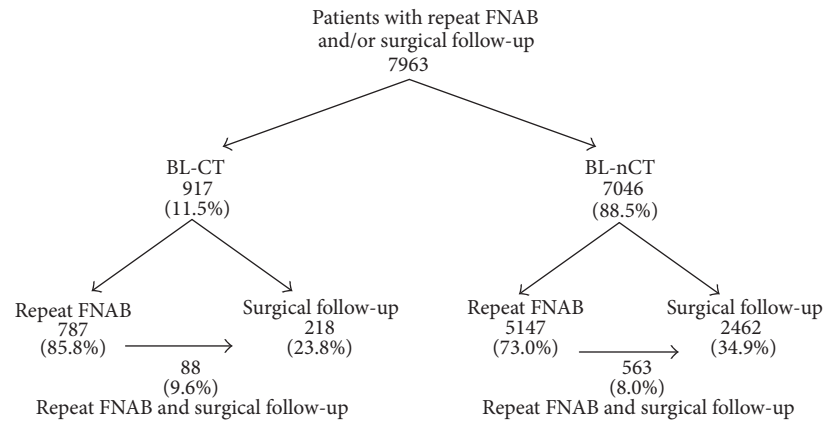 Patients with repeat FNAB
and/or surgical follow-up
7963
BL-CT
917
(11.5%)
BL-nCT
7046
(88.5%)
Repeat FNAB
787
(85.8%)
Surgical follow-up
218
(23.8%)
88
(9.6%)
Repeat FNAB and surgical follow-up
Repeat FNAB
5147
(73.0%)
Surgical follow-up
2462
(34.9%)
563
(8.0%)
Repeat FNAB and surgical follow-up